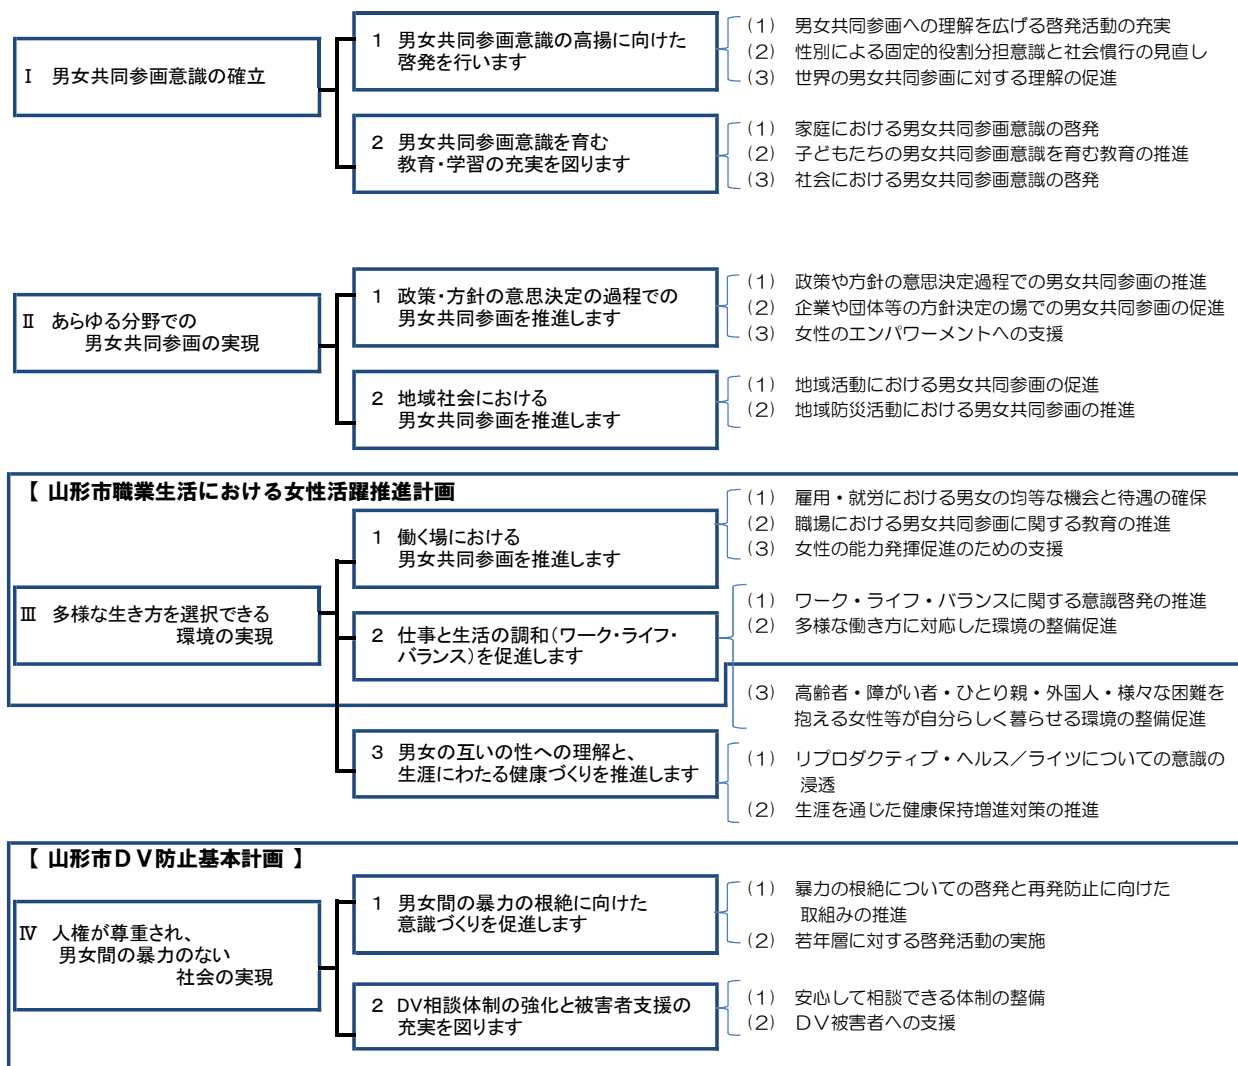 Ⅰ 男女共同参画意識の確立
1 男女共同参画意識の高揚に向けた
啓発を行います
(1) 男女共同参画への理解を広げる啓発活動の充実
(2) 性別による固定的役割分担意識と社会慣行の見直し
(3) 世界の男女共同参画に対する理解の促進
2 男女共同参画意識を育む
教育・学習の充実を図ります
(1) 家庭における男女共同参画意識の啓発
(2) 子どもたちの男女共同参画意識を育む教育の推進
(3) 社会における男女共同参画意識の啓発
Ⅱ あらゆる分野での
男女共同参画の実現
1 政策・方針の意思決定の過程での
男女共同参画を推進します
(1) 政策や方針の意思決定過程での男女共同参画の推進
(2) 企業や団体等の方針決定の場での男女共同参画の促進
(3) 女性のエンパワーメントへの支援
2 地域社会における
男女共同参画を推進します
(1) 地域活動における男女共同参画の促進
(2) 地域防災活動における男女共同参画の推進
【 山形市職業生活における女性活躍推進計画
Ⅲ 多様な生き方を選択できる
環境の実現
1 働く場における
男女共同参画を推進します
(1) 雇用・就労における男女の均等な機会と待遇の確保
(2) 職場における男女共同参画に関する教育の推進
(3) 女性の能力発揮促進のための支援
2 仕事と生活の調和(ワーク・ライフ・
バランス)を促進します
(1) ワーク・ライフ・バランスに関する意識啓発の推進
(2) 多様な働き方に対応した環境の整備促進
(3) 高齢者・障がい者・ひとり親・外国人・様々な困難を
抱える女性等が自分らしく暮らせる環境の整備促進
3 男女の互いの性への理解と、
生涯にわたる健康づくりを推進します
(1) リプロダクティブ・ヘルス／ライツについての意識の
浸透
(2) 生涯を通じた健康保持増進対策の推進
【 山形市DV防止基本計画 】
Ⅳ 人権が尊重され、
男女間の暴力のない
社会の実現
1 男女間の暴力の根絶に向けた
意識づくりを促進します
(1) 暴力の根絶についての啓発と再発防止に向けた
取組みの推進
(2) 若年層に対する啓発活動の実施
2 DV相談体制の強化と被害者支援の
充実を図ります
(1) 安心して相談できる体制の整備
(2) DV被害者への支援